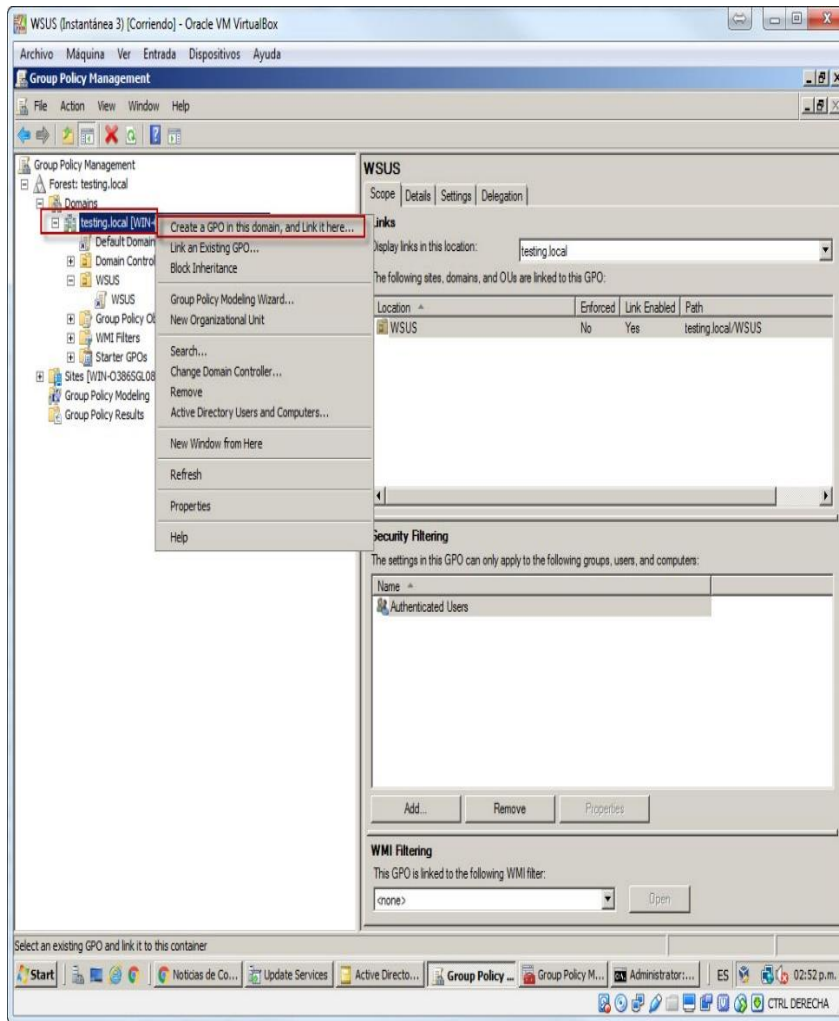 WSUS (Instantánea 3) [Corriendo] - Oracle VM VirtualBox
Archivo Máquina Ver Entrada Dispositivos Ayuda
Group Policy Management
File Action View Window Help
Group Policy Management
Forest: testing.local
Domains
testing.local [WIN-
Default Domain
Domain Control
WSUS
WSUS
Group Policy Ob
WMI Filters
Starter GPOs
Sites [WIN-O386SGL08
Group Policy Modeling
Group Policy Results
Create a GPO in this domain, and Link it here...
Link an Existing GPO...
Block Inheritance
Group Policy Modeling Wizard...
New Organizational Unit
Search...
Change Domain Controller...
Remove
Active Directory Users and Computers...
New Window from Here
Refresh
Properties
Help
WSUS
Scope Details Settings Delegation
Links
Display links in this location: testing.local
The following sites, domains, and OUs are linked to this GPO:
Location Enforced Link Enabled Path
WSUS No Yes testing.local/WSUS
Security Filtering
The settings in this GPO can only apply to the following groups, users, and computers:
Name
Authenticated Users
Add... Remove Properties
WMI Filtering
This GPO is linked to the following WMI filter:
<none> Open
Select an existing GPO and link it to this container
Start Noticias de Co... Update Services Active Directo... Group Policy ... Group Policy M... Administrator:... ES 02:52 p.m.
CTRL DERECHA